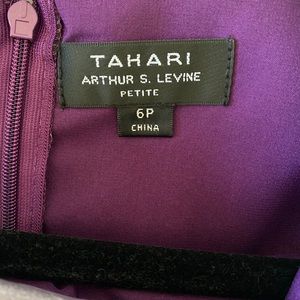 TAHARI
ARTHUR S. LEVINE
PETITE
6P
CHINA